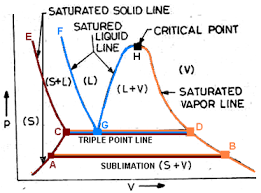 SATURATED SOLID LINE
E
F
SATURED
LIQUID
LINE
CRITICAL POINT
H
(S+L)
(L)
(V)
(L+V)
(S)
SATURATED
VAPOR LINE
P
C
G
D
TRIPLE POINT LINE
A
B
SUBLIMATION (S+V)
V